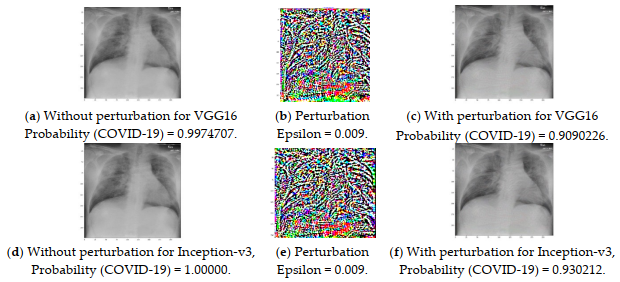 (a) Without perturbation for VGG16
Probability (COVID-19) = 0.9974707.
(b) Perturbation
Epsilon = 0.009.
(c) With perturbation for VGG16
Probability (COVID-19) = 0.9090226.
(d) Without perturbation for Inception-v3,
Probability (COVID-19) = 1.00000.
(e) Perturbation
Epsilon = 0.009.
(f) With perturbation for Inception-v3,
Probability (COVID-19) = 0.930212.